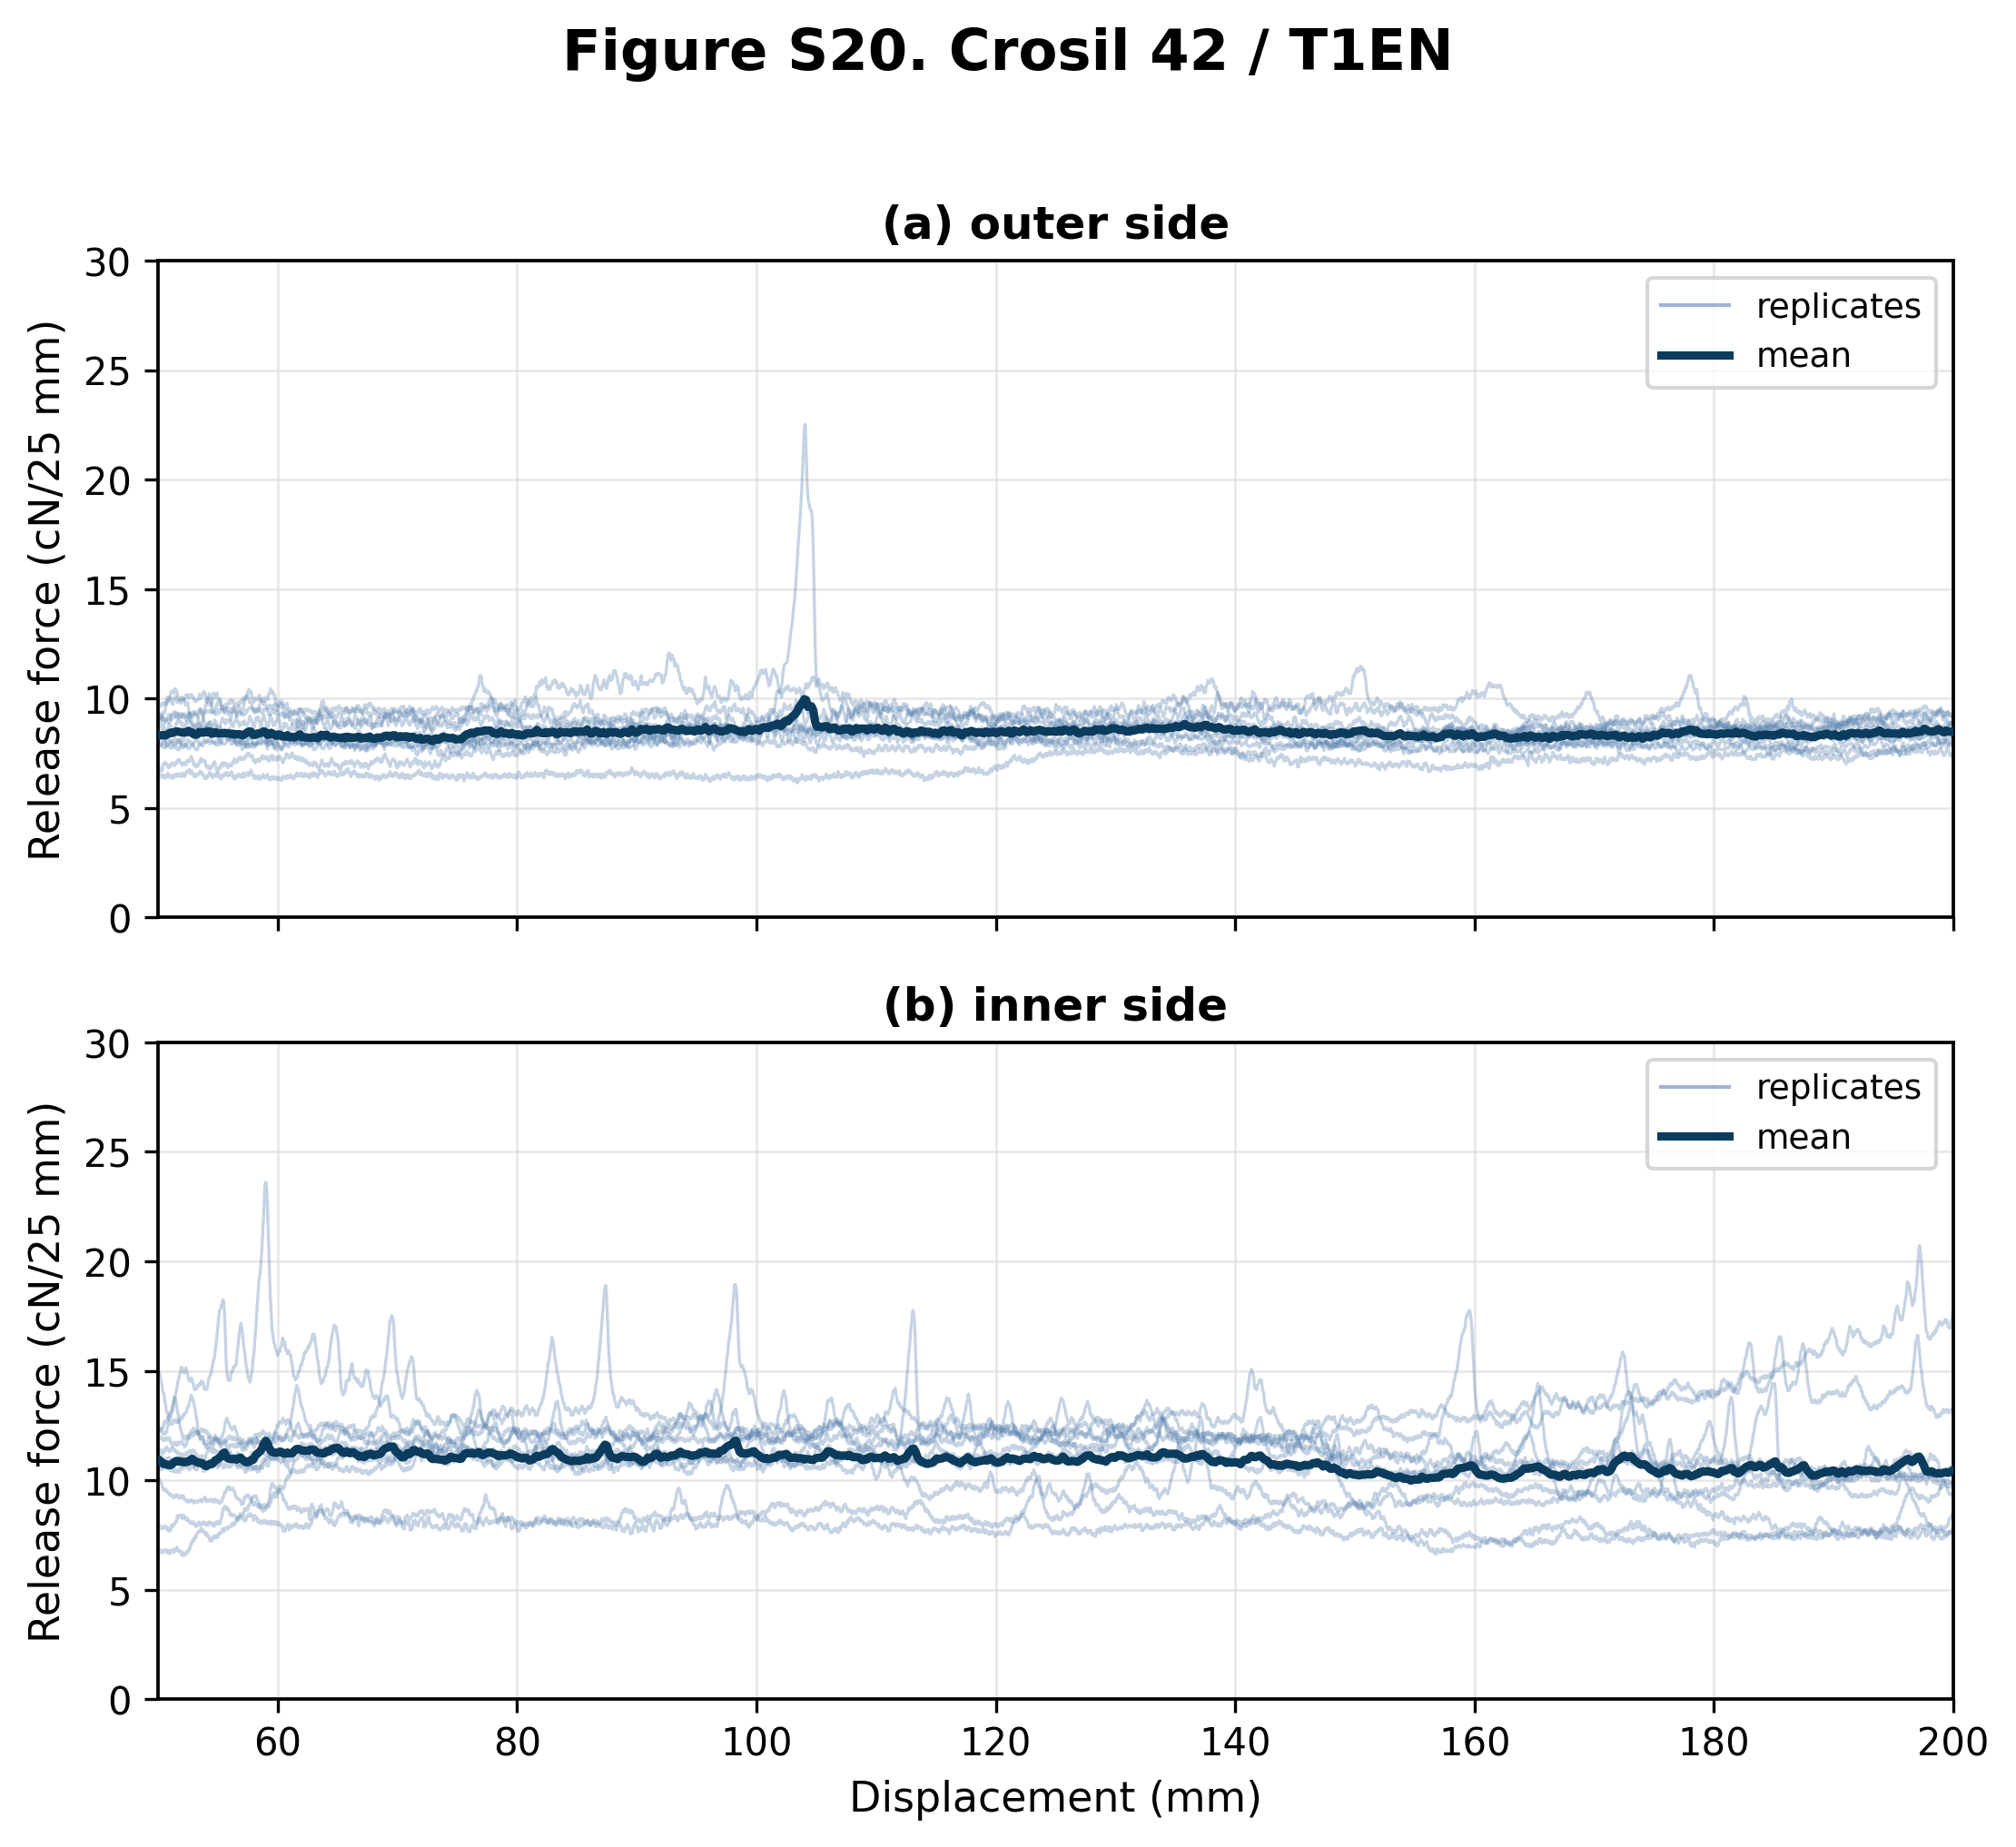 Figure S20. Crosil 42 / T1EN
(a) outer side
Release force (cN/25 mm)
30
25
20
15
10
5
0
replicates
mean
(b) inner side
Release force (cN/25 mm)
30
25
20
15
10
5
0
replicates
mean
60 80 100 120 140 160 180 200
Displacement (mm)